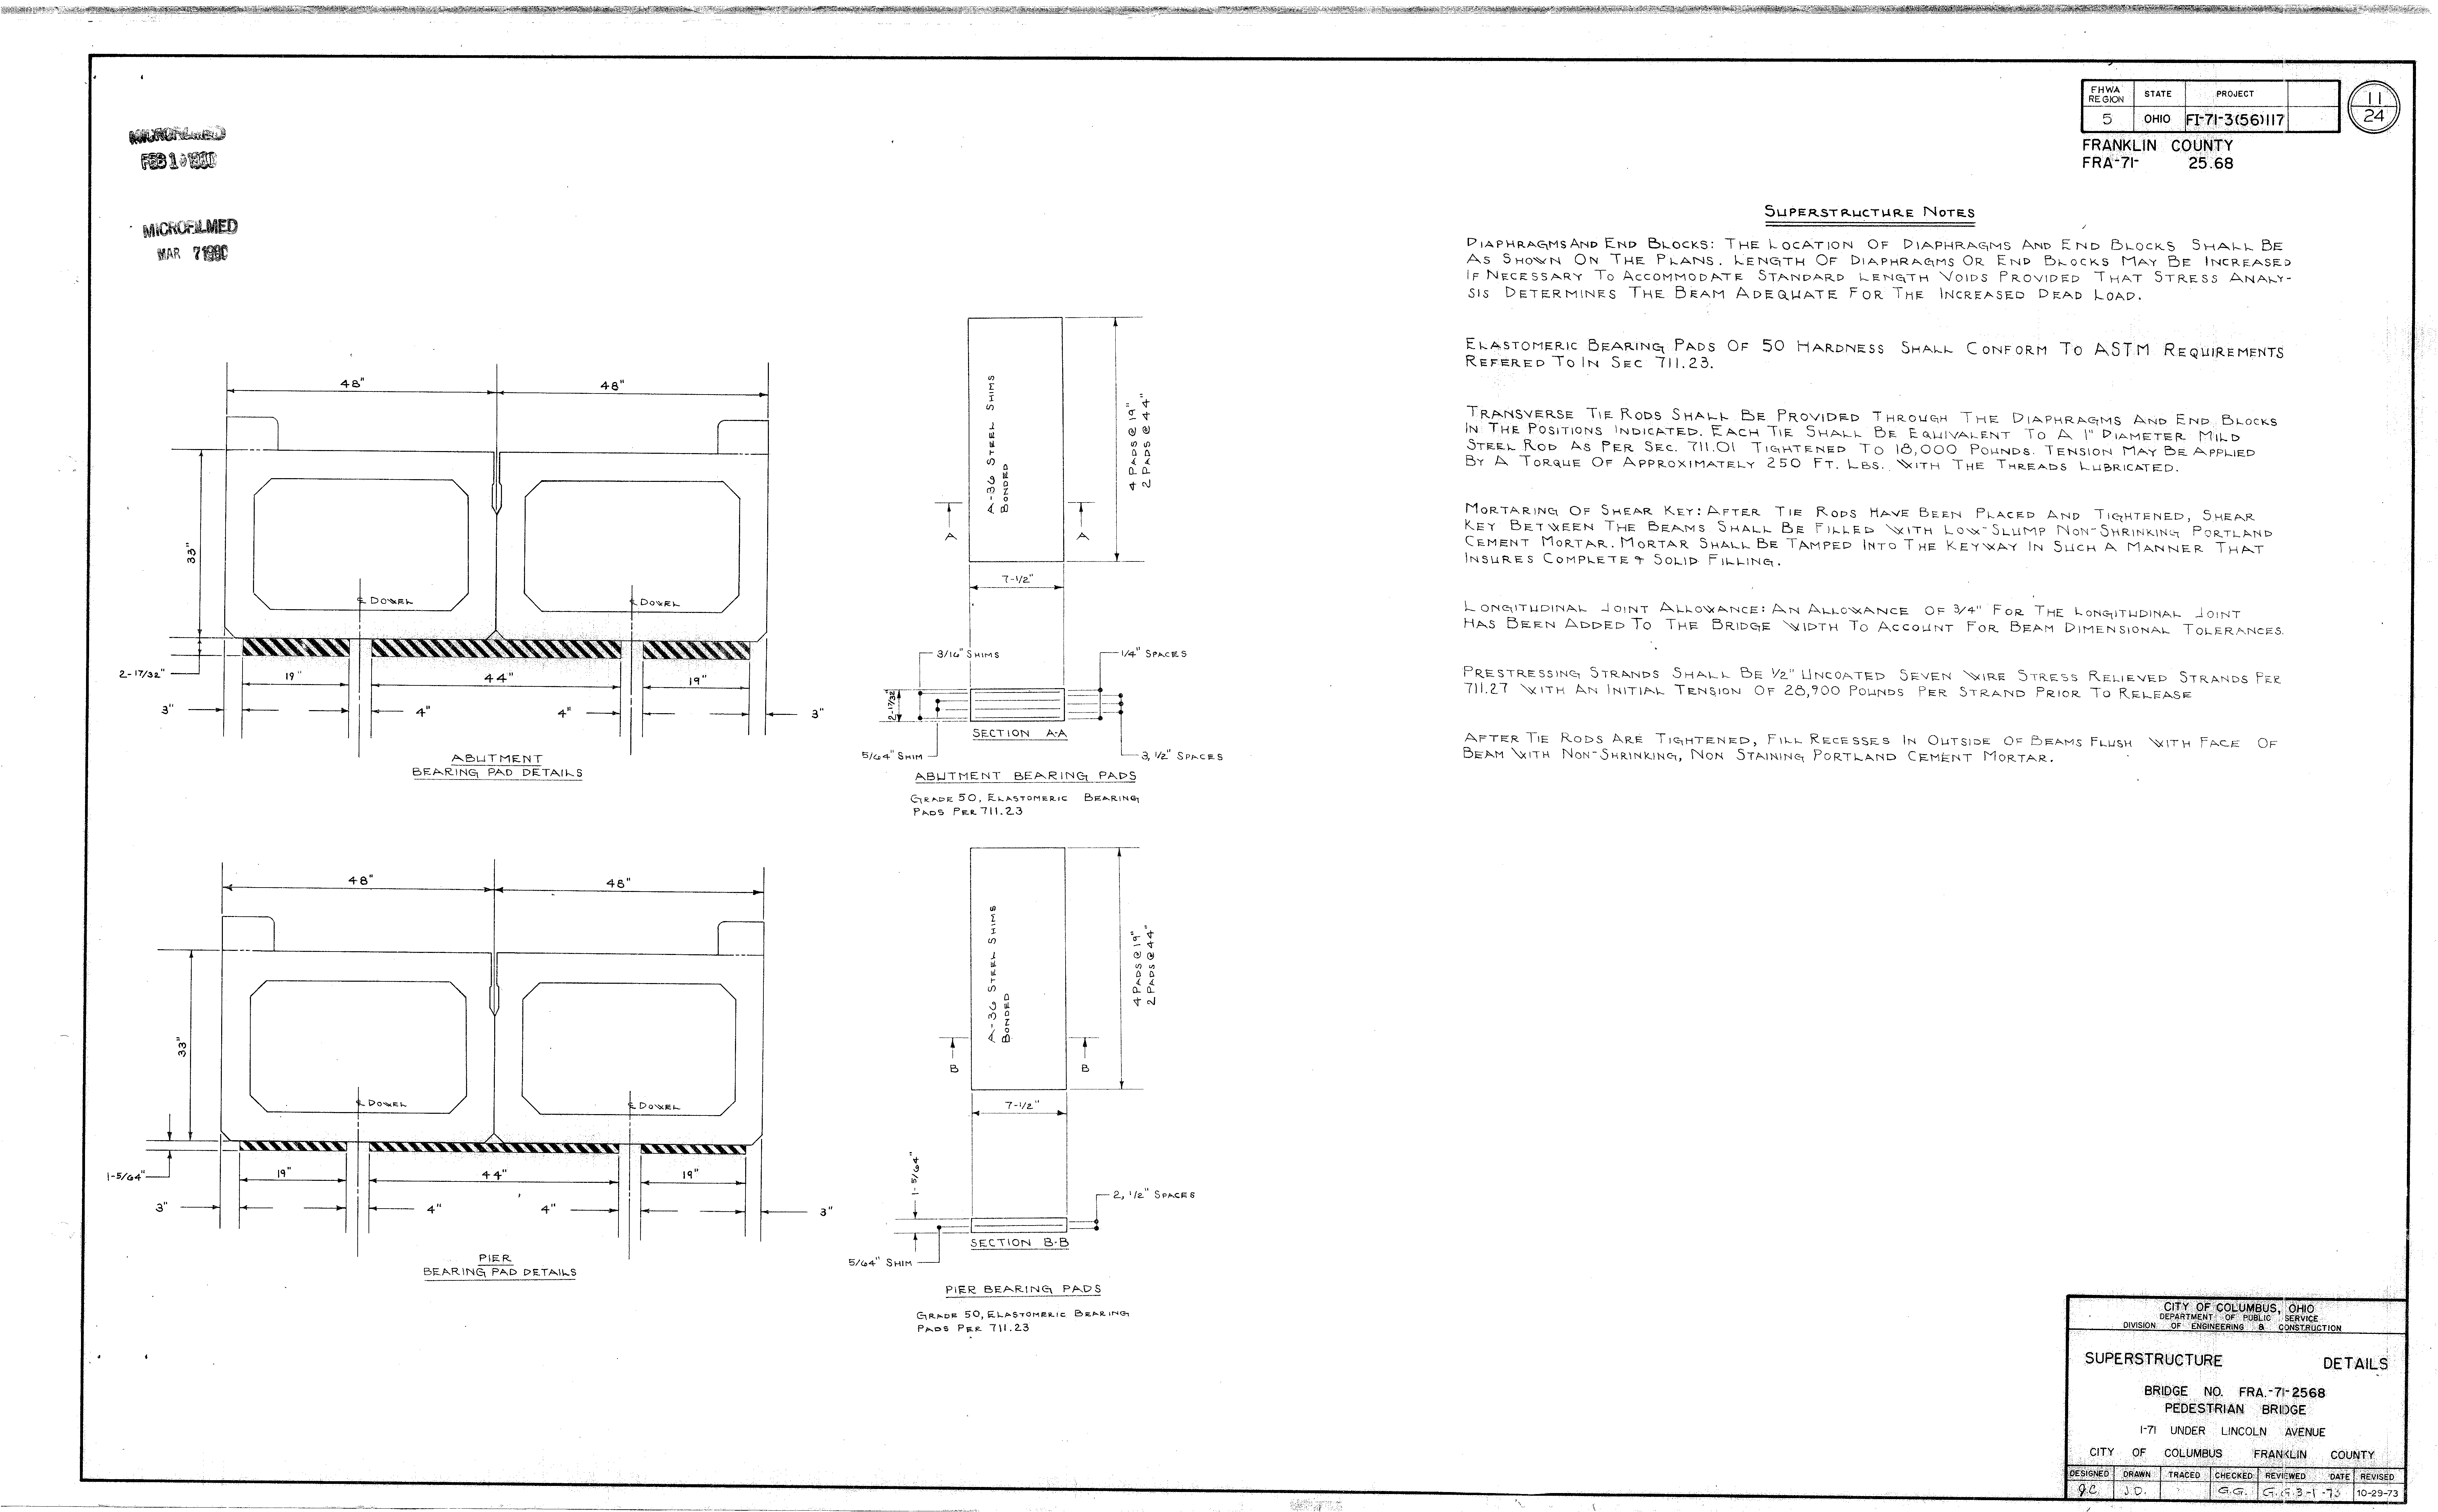 MICROFILMED
FEB 1 1980
MICROFILMED
MAR 7 1980
FHWA REGION STATE PROJECT
5 OHIO FI-71-3(56)117
11
24
FRANKLIN COUNTY
FRA-71- 25.68
SUPERSTRUCTURE NOTES
DIAPHRAGMS AND END BLOCKS: THE LOCATION OF DIAPHRAGMS AND END BLOCKS SHALL BE
AS SHOWN ON THE PLANS. LENGTH OF DIAPHRAGMS OR END BLOCKS MAY BE INCREASED
IF NECESSARY TO ACCOMMODATE STANDARD LENGTH VOIDS PROVIDED THAT STRESS ANALY-
SIS DETERMINES THE BEAM ADEQUATE FOR THE INCREASED DEAD LOAD.
ELASTOMERIC BEARING PADS OF 50 HARDNESS SHALL CONFORM TO ASTM REQUIREMENTS
REFERED TO IN SEC 711.23.
TRANSVERSE TIE RODS SHALL BE PROVIDED THROUGH THE DIAPHRAGMS AND END BLOCKS
IN THE POSITIONS INDICATED. EACH TIE SHALL BE EQUIVALENT TO A 1" DIAMETER MILD
STEEL ROD AS PER SEC. 711.01 TIGHTENED TO 18,000 POUNDS. TENSION MAY BE APPLIED
BY A TORQUE OF APPROXIMATELY 250 FT. LBS. WITH THE THREADS LUBRICATED.
MORTARING OF SHEAR KEY: AFTER TIE RODS HAVE BEEN PLACED AND TIGHTENED, SHEAR
KEY BETWEEN THE BEAMS SHALL BE FILLED WITH LOW-SLUMP NON-SHRINKING PORTLAND
CEMENT MORTAR. MORTAR SHALL BE TAMPED INTO THE KEYWAY IN SUCH A MANNER THAT
INSURES COMPLETE & SOLID FILLING.
LONGITUDINAL JOINT ALLOWANCE: AN ALLOWANCE OF 3/4" FOR THE LONGITUDINAL JOINT
HAS BEEN ADDED TO THE BRIDGE WIDTH TO ACCOUNT FOR BEAM DIMENSIONAL TOLERANCES.
PRESTRESSING STRANDS SHALL BE 1/2" UNCOATED SEVEN WIRE STRESS RELIEVED STRANDS PER
711.27 WITH AN INITIAL TENSION OF 28,900 POUNDS PER STRAND PRIOR TO RELEASE
AFTER TIE RODS ARE TIGHTENED, FILL RECESSES IN OUTSIDE OF BEAMS FLUSH WITH FACE OF
BEAM WITH NON-SHRINKING, NON STAINING PORTLAND CEMENT MORTAR.
48" 48"
33"
℄ DOWEL ℄ DOWEL
2-17/32"
19" 44" 19"
3" 4" 4" 3"
ABUTMENT
BEARING PAD DETAILS
A-36 STEEL SHIMS
BONDED
4 PADS @ 19"
2 PADS @ 44"
A A
7-1/2"
3/16" SHIMS 1/4" SPACES
2-17/32"
SECTION A-A
5/64" SHIM 3, 1/2" SPACES
ABUTMENT BEARING PADS
GRADE 50, ELASTOMERIC BEARING
PADS PER 711.23
48" 48"
33"
℄ DOWEL ℄ DOWEL
1-5/64"
19" 44" 19"
3" 4" 4" 3"
PIER
BEARING PAD DETAILS
A-36 STEEL SHIMS
BONDED
4 PADS @ 19"
2 PADS @ 44"
B B
7-1/2"
1-5/64"
2, 1/2" SPACES
SECTION B-B
5/64" SHIM
PIER BEARING PADS
GRADE 50, ELASTOMERIC BEARING
PADS PER 711.23
CITY OF COLUMBUS, OHIO
DEPARTMENT OF PUBLIC SERVICE
DIVISION OF ENGINEERING & CONSTRUCTION
SUPERSTRUCTURE DETAILS
BRIDGE NO. FRA.-71-2568
PEDESTRIAN BRIDGE
I-71 UNDER LINCOLN AVENUE
CITY OF COLUMBUS FRANKLIN COUNTY
DESIGNED DRAWN TRACED CHECKED REVIEWED DATE REVISED
J.C. J.D. G.G. G.G. 3-1-73 10-29-73